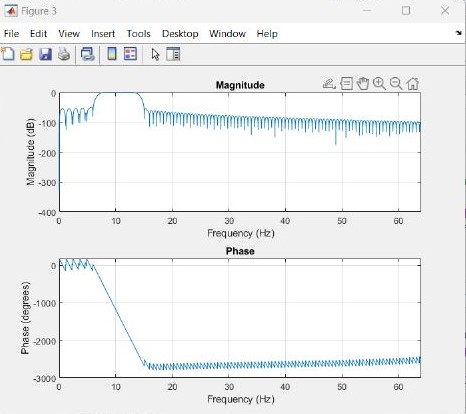 Figure 3
File Edit View Insert Tools Desktop Window Help
Magnitude
0
-100
-200
-300
-400
Magnitude (dB)
0 10 20 30 40 50 60
Frequency (Hz)
Phase
0
-1000
-2000
-3000
Phase (degrees)
0 10 20 30 40 50 60
Frequency (Hz)